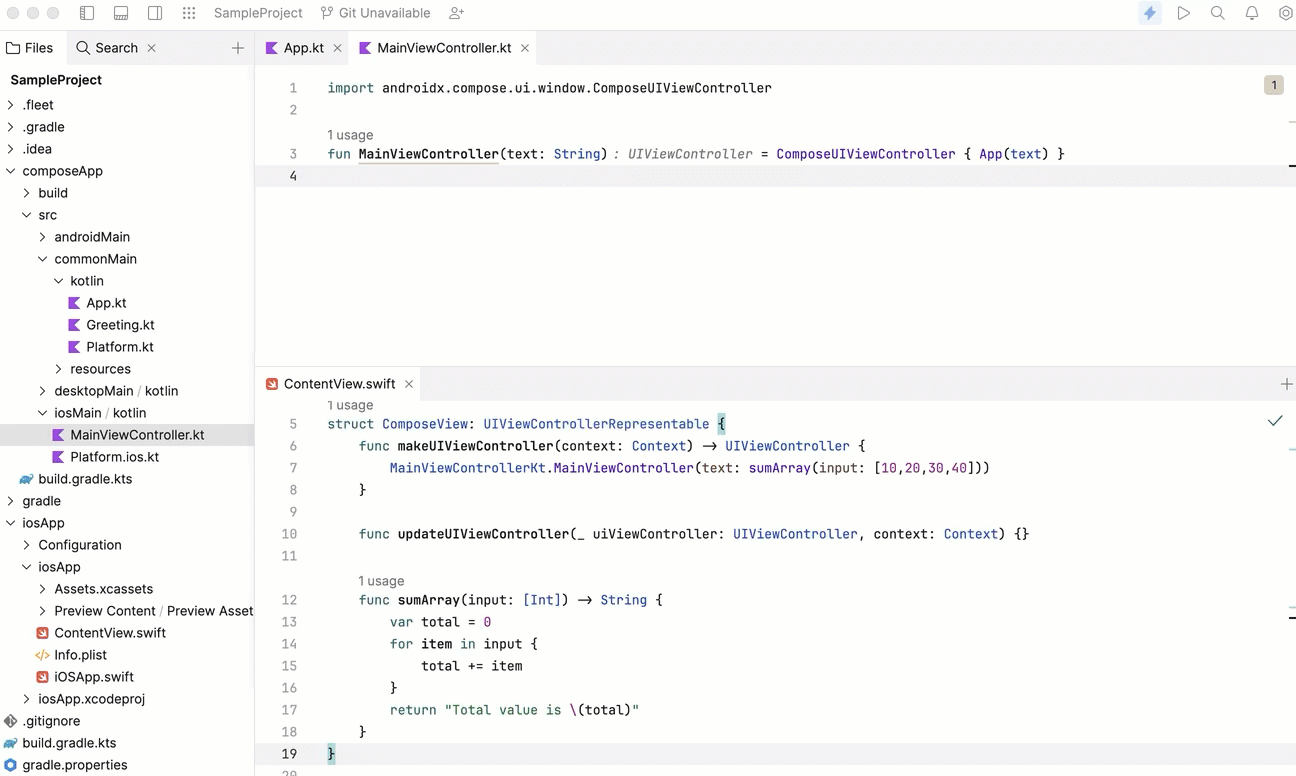 SampleProject Git Unavailable
Files Search
SampleProject
.fleet
.gradle
.idea
composeApp
build
src
androidMain
commonMain
kotlin
App.kt
Greeting.kt
Platform.kt
resources
desktopMain / kotlin
iosMain / kotlin
MainViewController.kt
Platform.ios.kt
build.gradle.kts
gradle
iosApp
Configuration
iosApp
Assets.xcassets
Preview Content / Preview Asset
ContentView.swift
Info.plist
iOSApp.swift
iosApp.xcodeproj
.gitignore
build.gradle.kts
gradle.properties
App.kt MainViewController.kt
1 import androidx.compose.ui.window.ComposeUIViewController
1
2
1 usage
3 fun MainViewController(text: String) : UIViewController = ComposeUIViewController { App(text) }
4
ContentView.swift
1 usage
5 struct ComposeView: UIViewControllerRepresentable {
6 func makeUIViewController(context: Context) -> UIViewController {
7 MainViewControllerKt.MainViewController(text: sumArray(input: [10,20,30,40]))
8 }
9
10 func updateUIViewController(_ uiViewController: UIViewController, context: Context) {}
11
1 usage
12 func sumArray(input: [Int]) -> String {
13 var total = 0
14 for item in input {
15 total += item
16 }
17 return "Total value is \(total)"
18 }
19 }
20